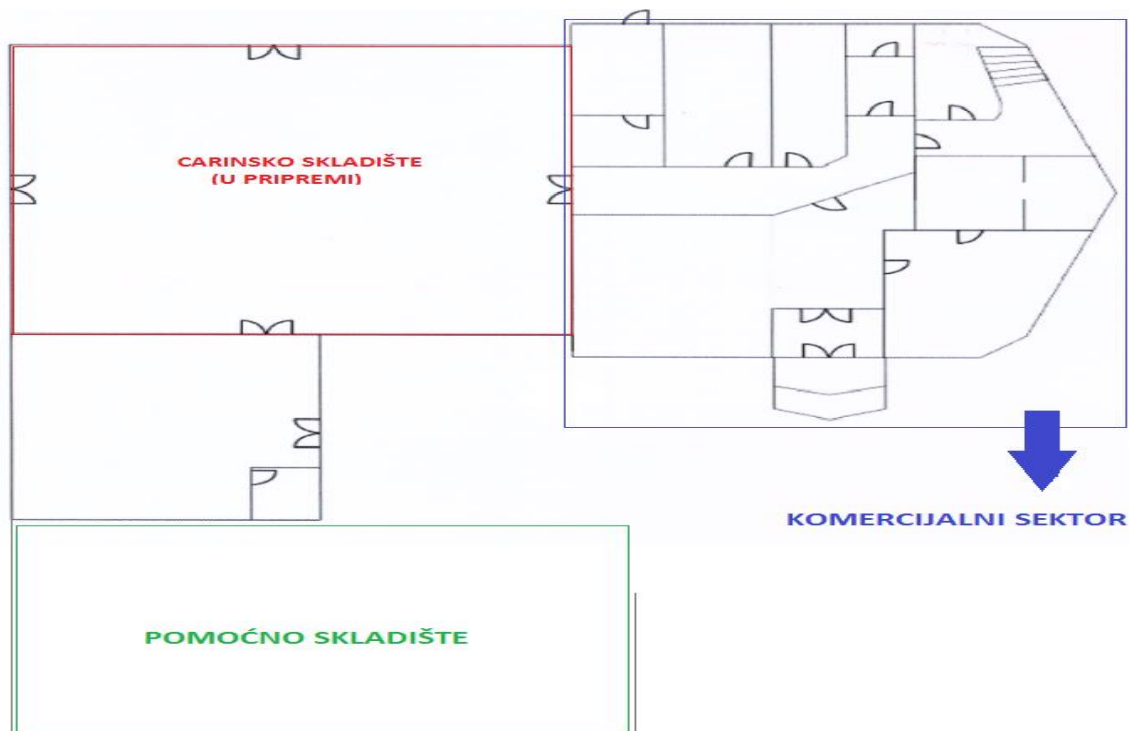 CARINSKO SKLADIŠTE
(U PRIPREMI)
KOMERCIJALNI SEKTOR
POMOĆNO SKLADIŠTE